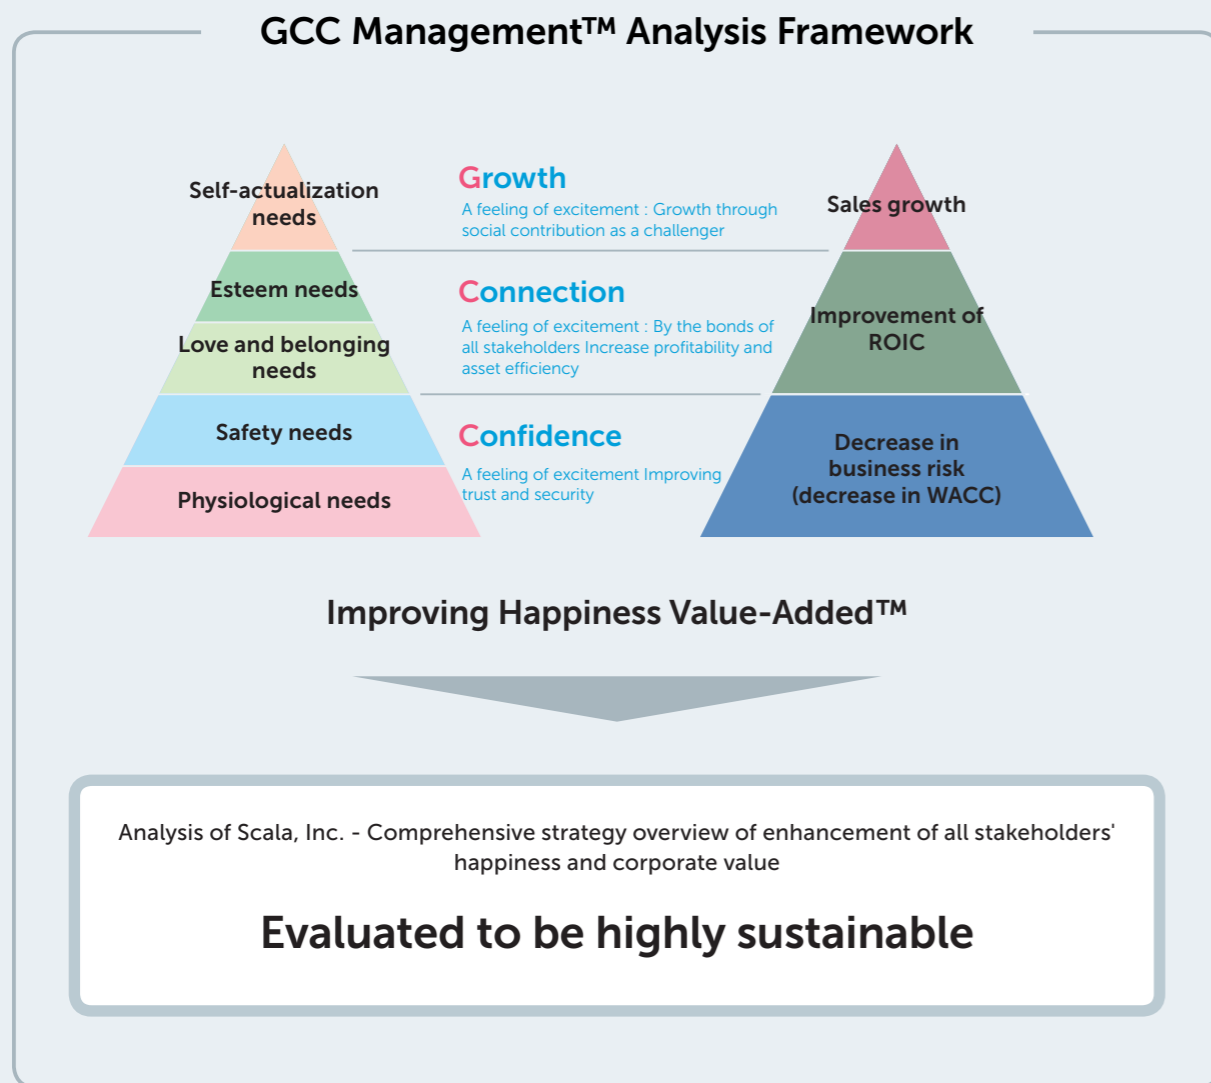 GCC Management™ Analysis Framework
Self-actualization
needs
Esteem needs
Love and belonging
needs
Safety needs
Physiological needs
Growth
A feeling of excitement : Growth through
social contribution as a challenger
Connection
A feeling of excitement : By the bonds of
all stakeholders Increase profitability and
asset efficiency
Confidence
A feeling of excitement Improving
trust and security
Sales growth
Improvement of
ROIC
Decrease in
business risk
(decrease in WACC)
Improving Happiness Value-Added™
Analysis of Scala, Inc. - Comprehensive strategy overview of enhancement of all stakeholders'
happiness and corporate value
Evaluated to be highly sustainable